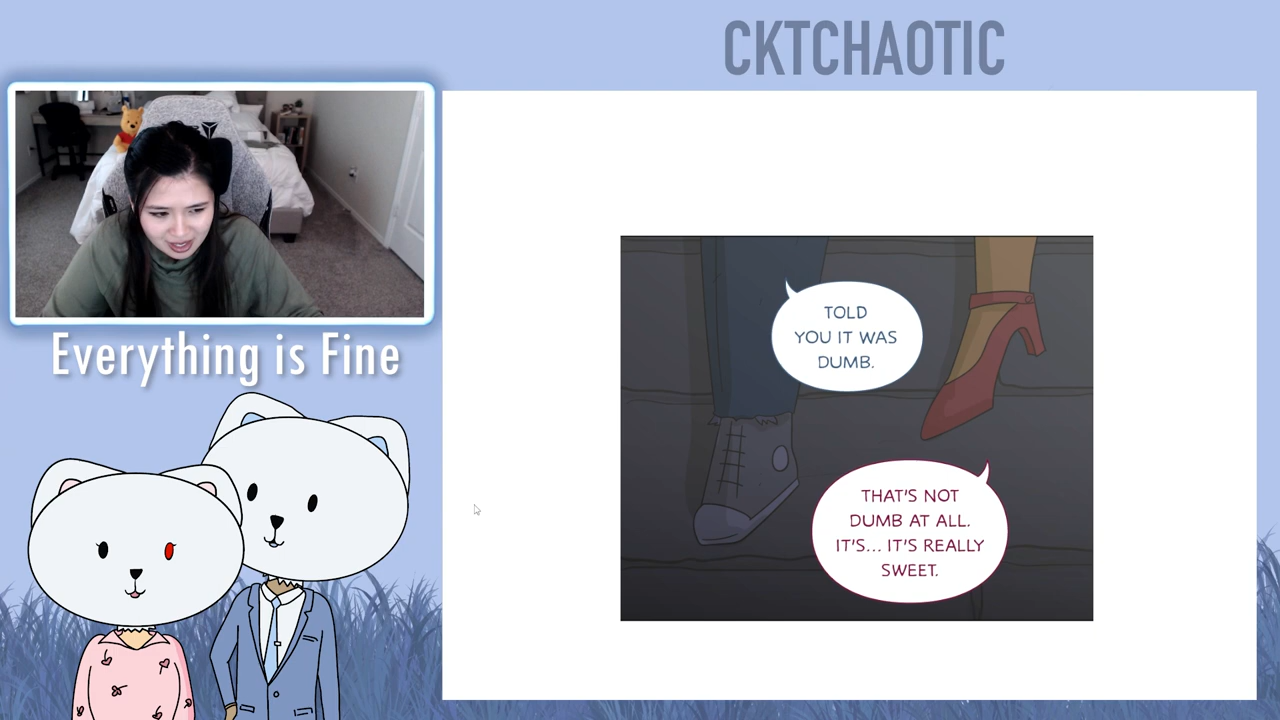 CKTCHAOTIC
Everything is Fine
TOLD
YOU IT WAS
DUMB.
THAT'S NOT
DUMB AT ALL.
IT'S... IT'S REALLY
SWEET.